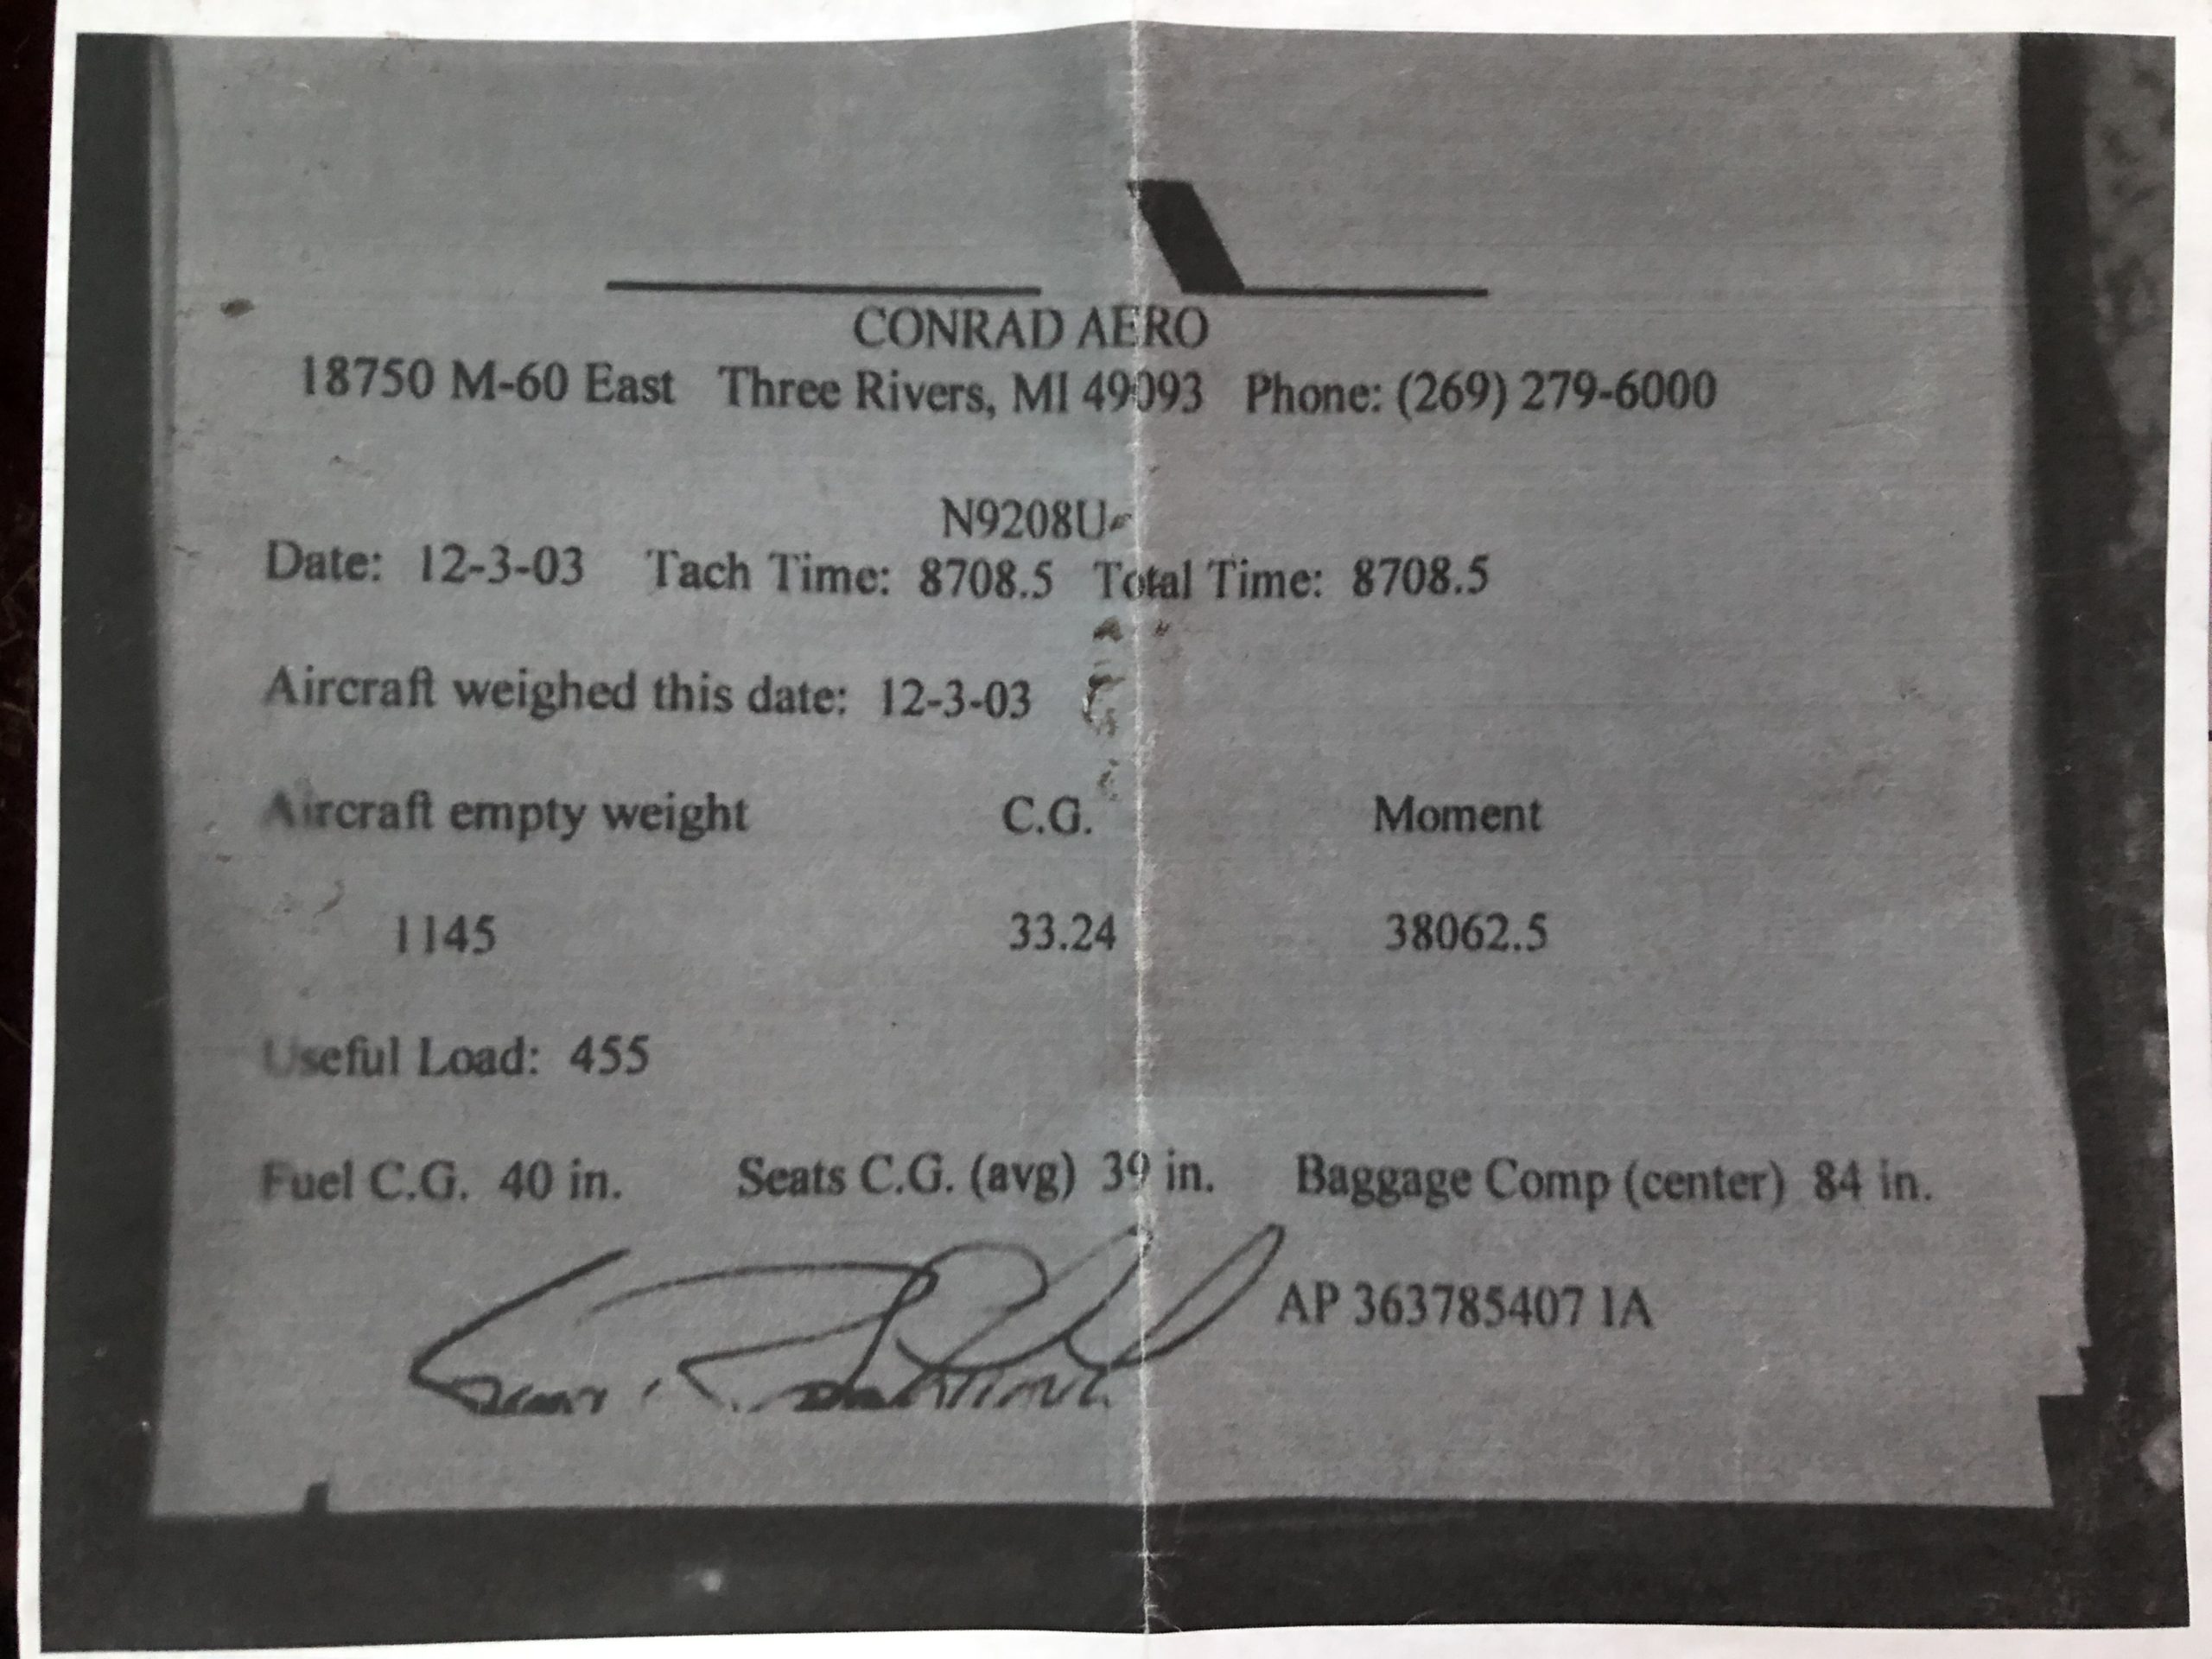 CONRAD AERO
18750 M-60 East Three Rivers, MI 49093 Phone: (269) 279-6000
N9208U
Date: 12-3-03 Tach Time: 8708.5 Total Time: 8708.5
Aircraft weighed this date: 12-3-03
Aircraft empty weight C.G. Moment
1145 33.24 38062.5
Useful Load: 455
Fuel C.G. 40 in. Seats C.G. (avg) 39 in. Baggage Comp (center) 84 in.
AP 363785407 IA